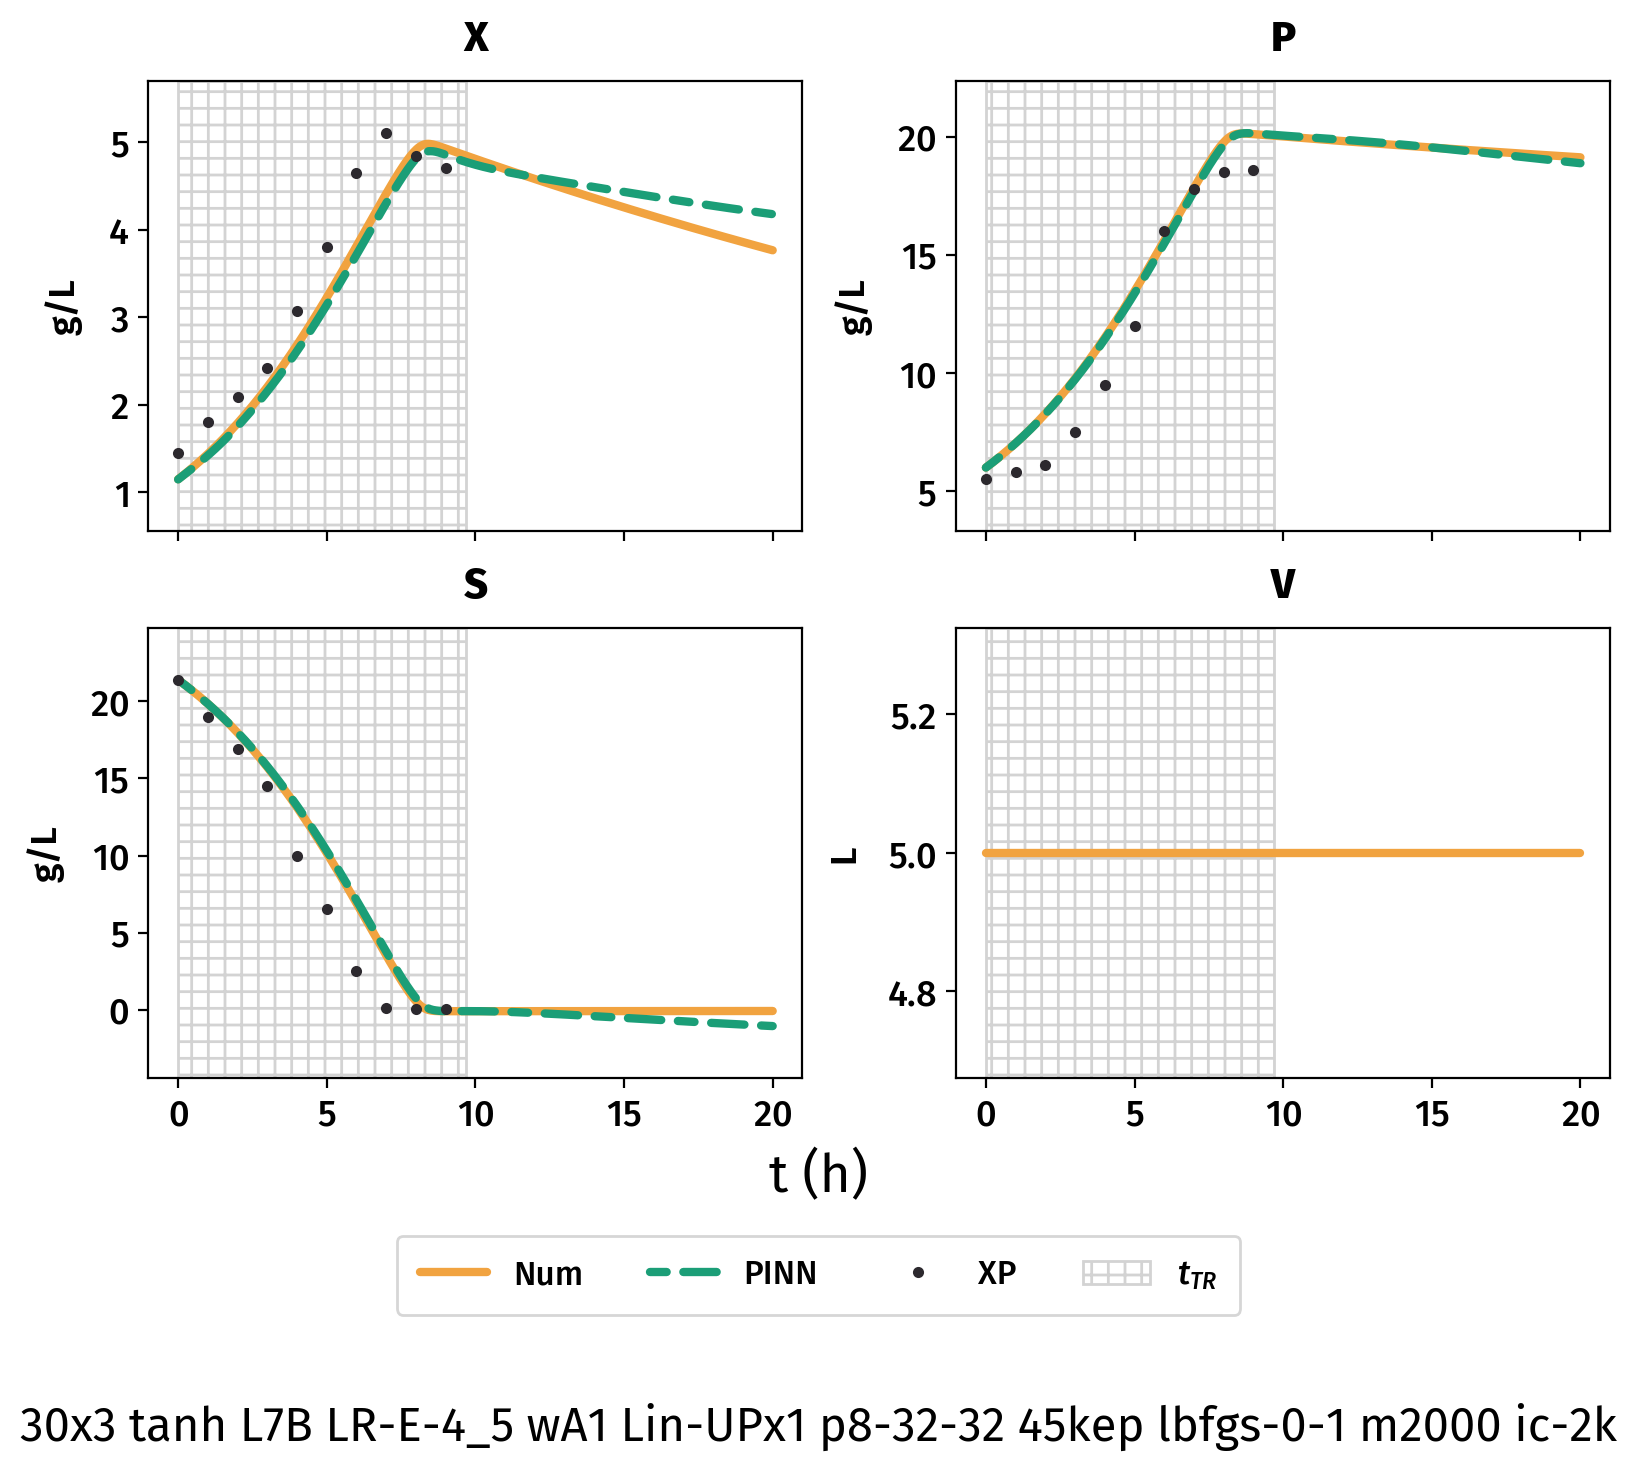 X
P
5
4
3
2
1
g/L
20
15
10
5
g/L
S
V
20
15
10
5
0
g/L
5.2
5.0
4.8
L
0 5 10 15 20
0 5 10 15 20
t (h)
Num PINN XP tTR
30x3 tanh L7B LR-E-4_5 wA1 Lin-UPx1 p8-32-32 45kep lbfgs-0-1 m2000 ic-2k